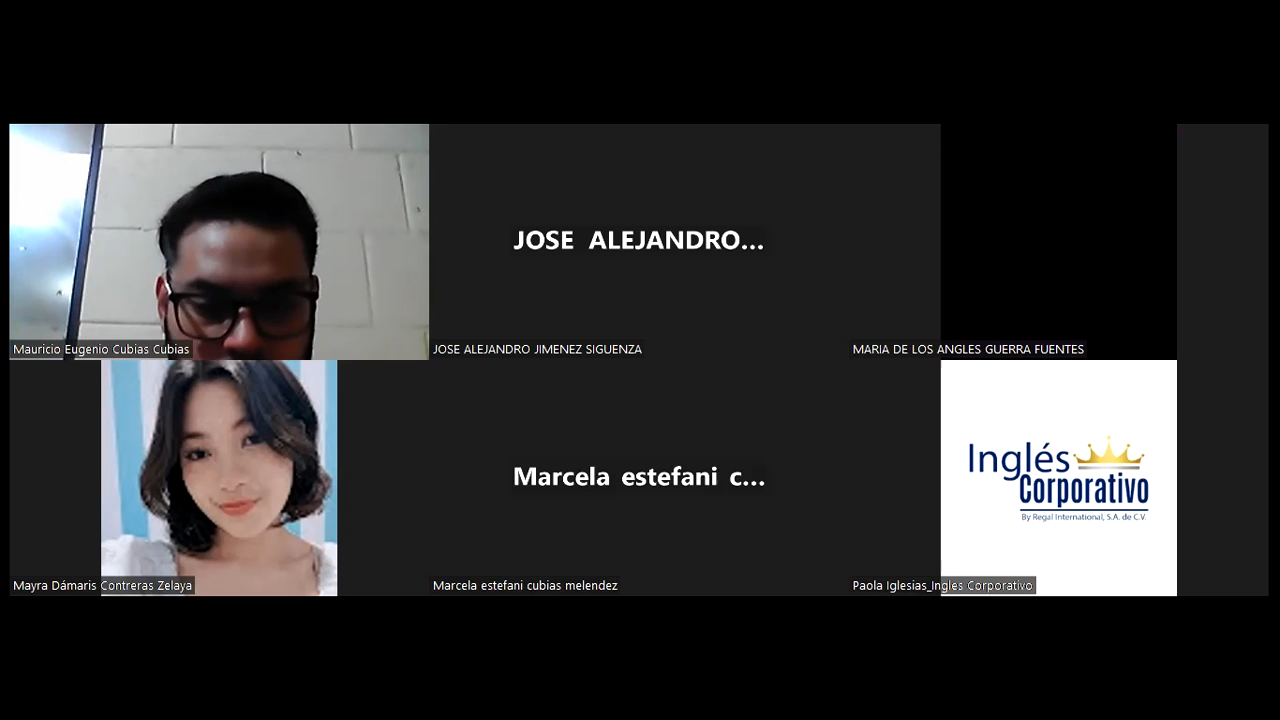 JOSE ALEJANDRO...
Mauricio Eugenio Cubias Cubias
JOSE ALEJANDRO JIMENEZ SIGUENZA
MARIA DE LOS ANGLES GUERRA FUENTES
Marcela estefani c...
Inglés
Corporativo
By Regal International, S.A. de C.V.
Mayra Dámaris Contreras Zelaya
Marcela estefani cubias melendez
Paola Iglesias_Ingles Corporativo